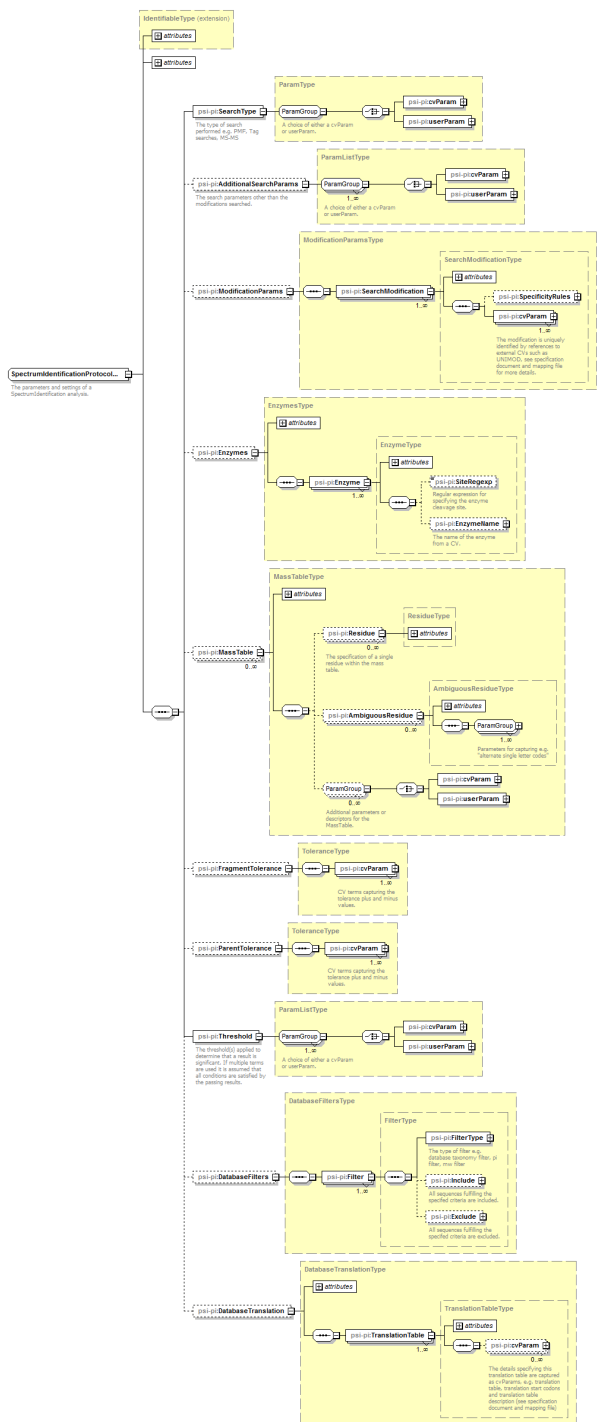 IdentifiableType (extension)
attributes
attributes
ParamType
psi-pi:SearchType
ParamGroup
psi-pi:cvParam
psi-pi:userParam
The type of search
performed e.g. PMF, Tag
searches, MS-MS
A choice of either a cvParam
or userParam.
ParamListType
psi-pi:AdditionalSearchParams
ParamGroup
1..∞
psi-pi:cvParam
psi-pi:userParam
The search parameters other than the
modifications searched.
A choice of either a cvParam
or userParam.
ModificationParamsType
SearchModificationType
attributes
psi-pi:ModificationParams
psi-pi:SearchModification
1..∞
psi-pi:SpecificityRules
psi-pi:cvParam
1..∞
The modification is uniquely
identified by references to
external CVs such as
UNIMOD, see specification
document and mapping file
for more details.
SpectrumIdentificationProtocol...
The parameters and settings of a
SpectrumIdentification analysis.
EnzymesType
attributes
psi-pi:Enzymes
psi-pi:Enzyme
1..∞
EnzymeType
attributes
psi-pi:SiteRegexp
Regular expression for
specifying the enzyme
cleavage site.
psi-pi:EnzymeName
The name of the enzyme
from a CV.
MassTableType
attributes
psi-pi:MassTable
0..∞
psi-pi:Residue
0..∞
The specification of a single
residue within the mass
table.
ResidueType
attributes
psi-pi:AmbiguousResidue
0..∞
AmbiguousResidueType
attributes
ParamGroup
1..∞
Parameters for capturing e.g.
"alternate single letter codes"
ParamGroup
0..∞
Additional parameters or
descriptors for the
MassTable.
psi-pi:cvParam
psi-pi:userParam
ToleranceType
psi-pi:FragmentTolerance
psi-pi:cvParam
1..∞
CV terms capturing the
tolerance plus and minus
values.
ToleranceType
psi-pi:ParentTolerance
psi-pi:cvParam
1..∞
CV terms capturing the
tolerance plus and minus
values.
ParamListType
psi-pi:Threshold
ParamGroup
1..∞
psi-pi:cvParam
psi-pi:userParam
The threshold(s) applied to
determine that a result is
significant. If multiple terms
are used it is assumed that
all conditions are satisfied by
the passing results.
A choice of either a cvParam
or userParam.
DatabaseFiltersType
psi-pi:DatabaseFilters
psi-pi:Filter
1..∞
FilterType
psi-pi:FilterType
The type of filter e.g.
database taxonomy filter, pi
filter, mw filter
psi-pi:Include
All sequences fulfilling the
specifed criteria are included.
psi-pi:Exclude
All sequences fulfilling the
specifed criteria are excluded.
DatabaseTranslationType
attributes
psi-pi:DatabaseTranslation
psi-pi:TranslationTable
1..∞
TranslationTableType
attributes
psi-pi:cvParam
0..∞
The details specifying this
translation table are captured
as cvParams, e.g. translation
table, translation start codons
and translation table
description (see specification
document and mapping file)